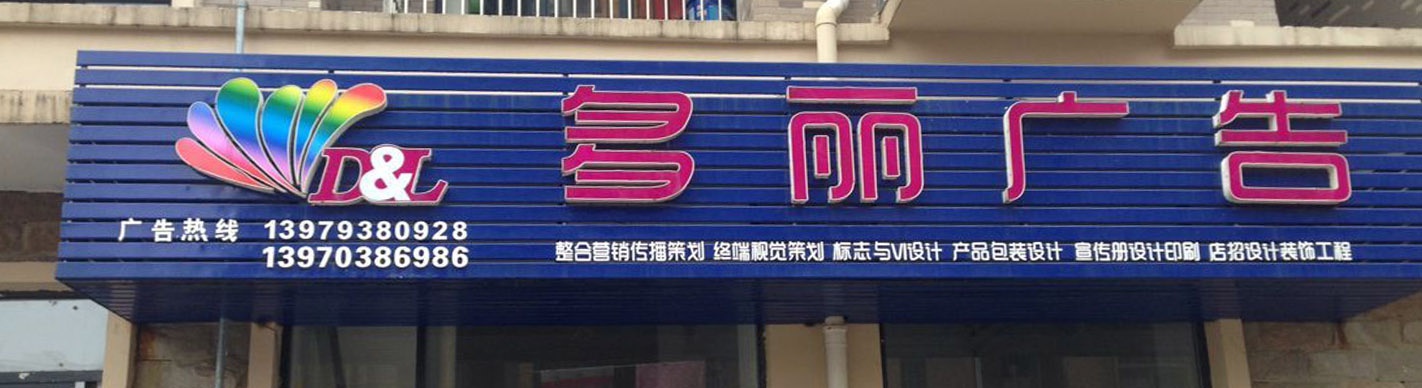 D&L
多丽广告
广告热线 13979380928
13970386986
整合营销传播策划 终端视觉策划 标志与VI设计 产品包装设计 宣传册设计印刷 店招设计装饰工程